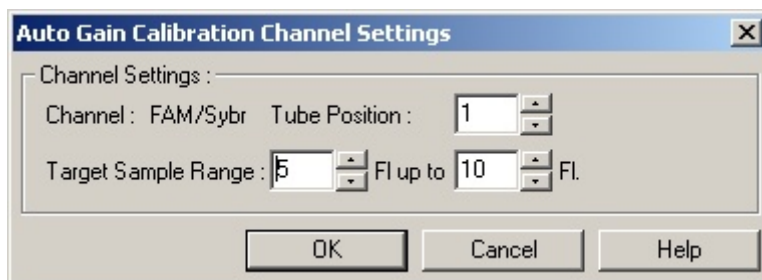 Auto Gain Calibration Channel Settings
Channel Settings :
Channel : FAM/Sybr Tube Position : 1
Target Sample Range : 5 Fl up to 10 Fl.
OK Cancel Help